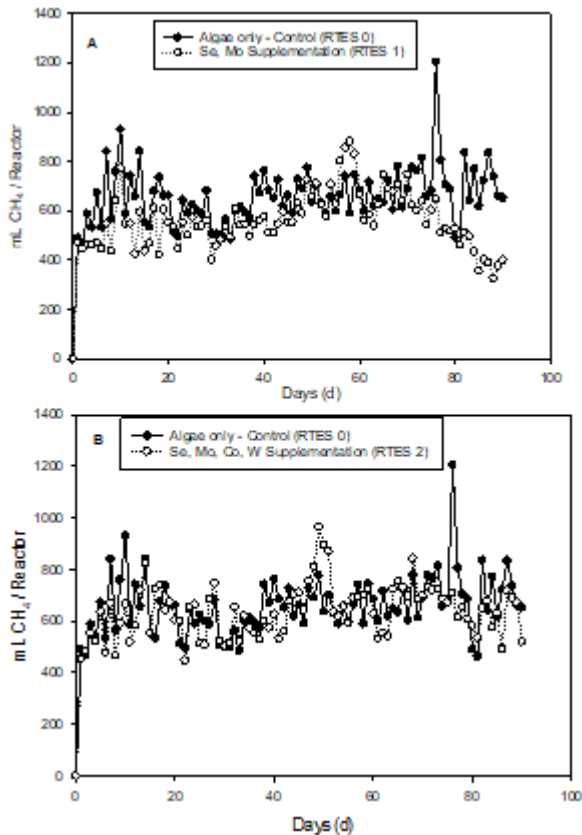 A
Algae only - Control (RTES 0)
Se, Mo Supplementation (RTES 1)
1400
1200
1000
800
600
400
200
0
mL CH₄ / Reactor
0 20 40 60 80 100
Days (d)
B
Algae only - Control (RTES 0)
Se, Mo, Co, W Supplementation (RTES 2)
1400
1200
1000
800
600
400
200
0
mL CH₄ / Reactor
0 20 40 60 80 100
Days (d)